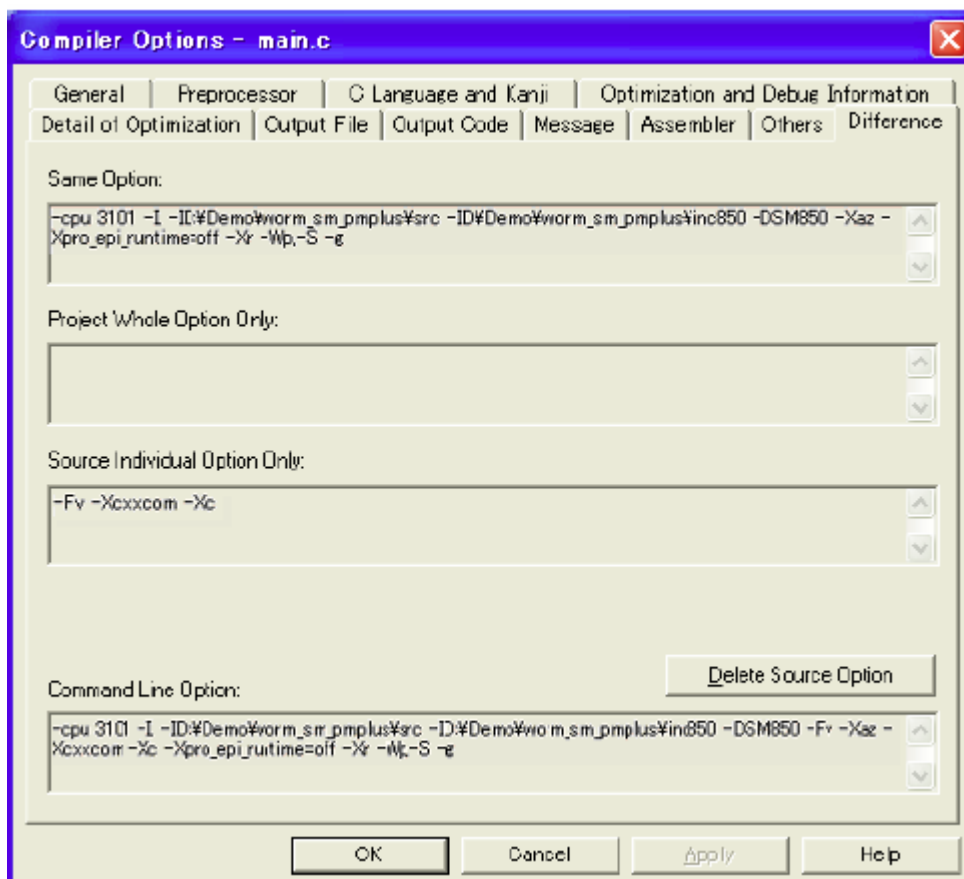 Compiler Options - main.c
General Preprocessor C Language and Kanji Optimization and Debug Information
Detail of Optimization Output File Output Code Message Assembler Others Difference
Same Option:
-cpu 3101 -I -ID:¥Demo¥worm_sm_pmplus¥src -ID¥Demo¥worm_sm_pmplus¥inc850 -DSM850 -Xaz -
Xpro_epi_runtime=off -Xr -Wp,-S -g
Project Whole Option Only:
Source Individual Option Only:
-Fv -Xcxxcom -Xc
Delete Source Option
Command Line Option:
-cpu 3101 -I -ID:¥Demo¥worm_sm_pmplus¥src -ID:¥Demo¥worm_sm_pmplus¥inc850 -DSM850 -Fv -Xaz -
Xcxxcom -Xc -Xpro_epi_runtime=off -Xr -Wp,-S -g
OK Cancel Apply Help